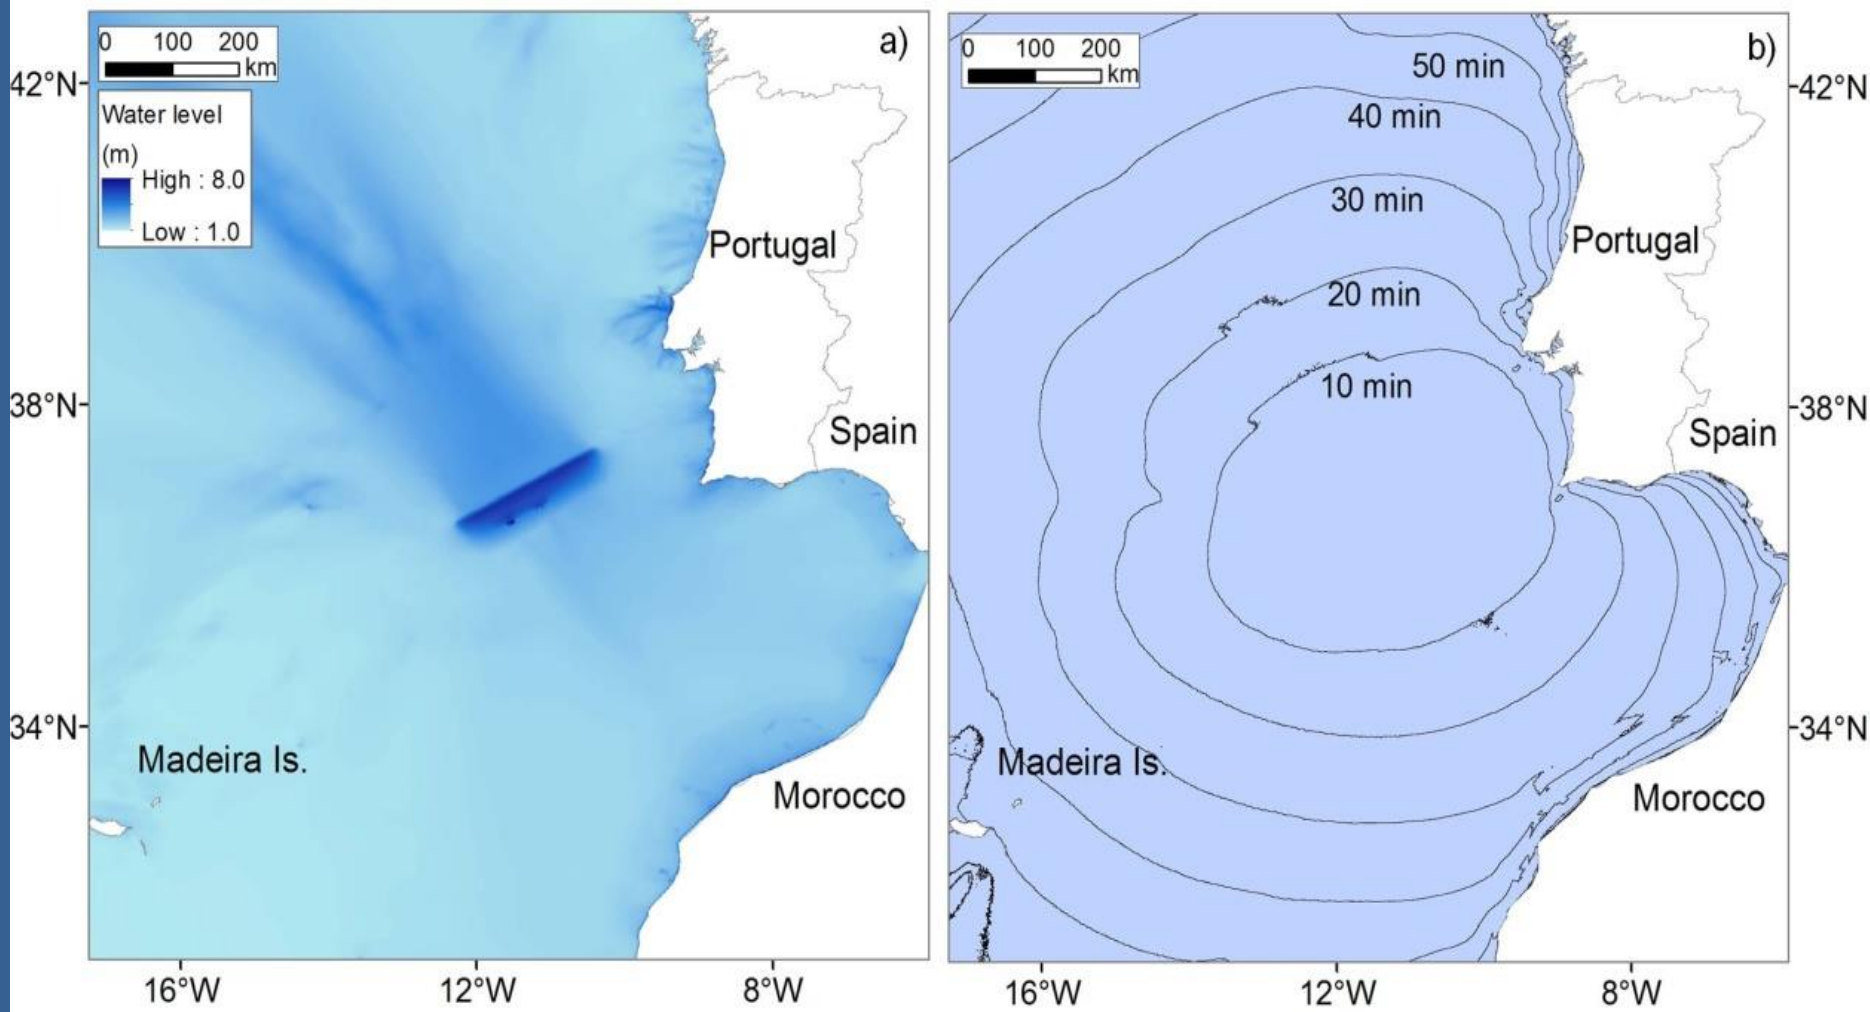 a)
0 100 200
km
Water level
(m)
High : 8.0
Low : 1.0
42°N
38°N
34°N
Portugal
Spain
Madeira Is.
Morocco
16°W 12°W 8°W
b)
0 100 200
km
50 min
40 min
30 min
20 min
10 min
Portugal
Spain
Madeira Is.
Morocco
42°N
38°N
34°N
16°W 12°W 8°W